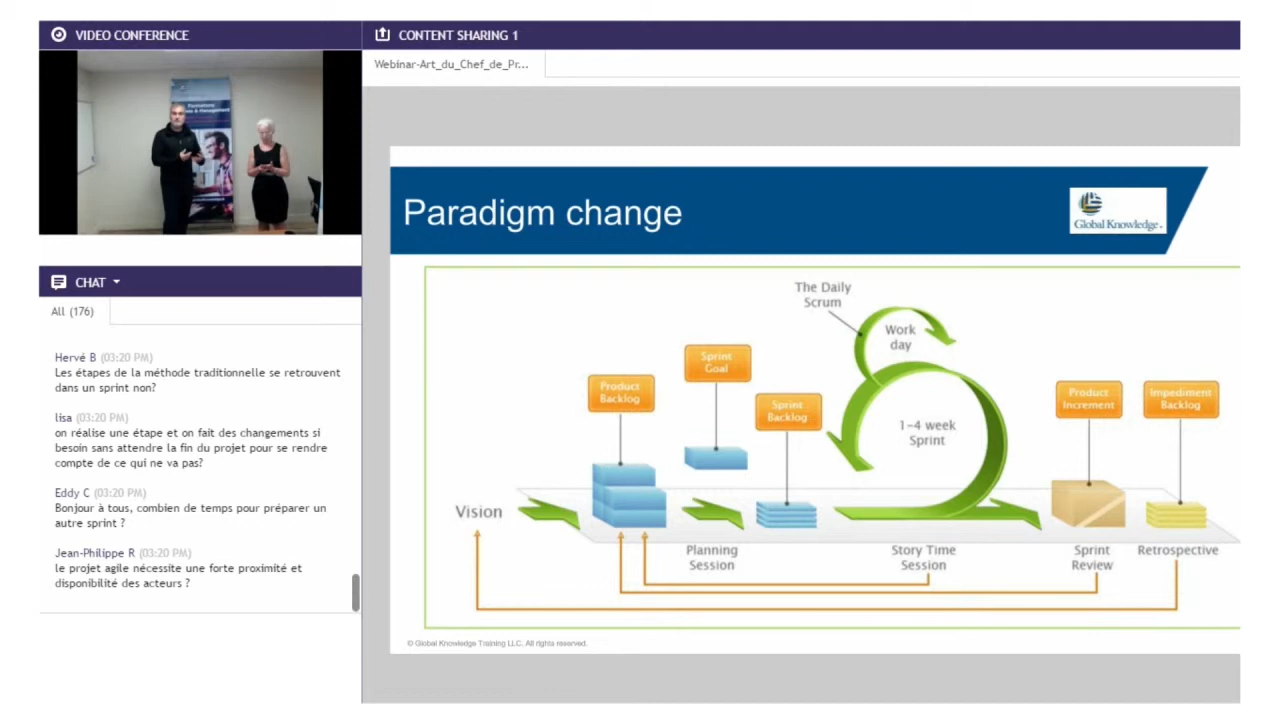 VIDEO CONFERENCE
Formations
& Management
CHAT
All (176)
Hervé B (03:20 PM)
Les étapes de la méthode traditionnelle se retrouvent
dans un sprint non?
lisa (03:20 PM)
on réalise une étape et on fait des changements si
besoin sans attendre la fin du projet pour se rendre
compte de ce qui ne va pas?
Eddy C (03:20 PM)
Bonjour à tous, combien de temps pour préparer un
autre sprint ?
Jean-Philippe R (03:20 PM)
le projet agile nécessite une forte proximité et
disponibilité des acteurs ?
CONTENT SHARING 1
Webinar-Art_du_Chef_de_Pr...
Paradigm change
Global Knowledge.
The Daily
Scrum
Work
day
Sprint
Goal
Product
Backlog
Sprint
Backlog
1-4 week
Sprint
Product
Increment
Impediment
Backlog
Vision
Planning
Session
Story Time
Session
Sprint
Review
Retrospective
© Global Knowledge Training LLC. All rights reserved.